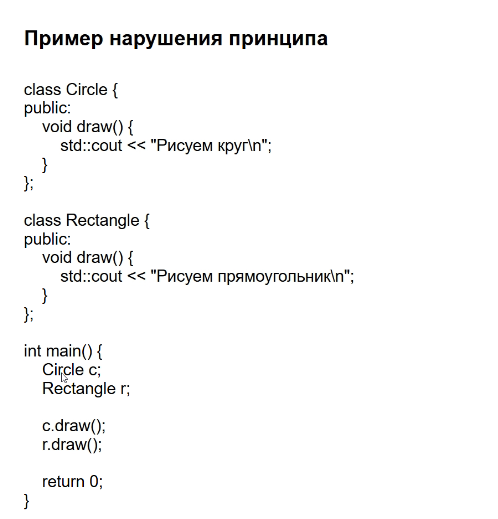 Пример нарушения принципа
class Circle {
public:
void draw() {
std::cout << "Рисуем круг\n";
}
};
class Rectangle {
public:
void draw() {
std::cout << "Рисуем прямоугольник\n";
}
};
int main() {
Circle c;
Rectangle r;
c.draw();
r.draw();
return 0;
}